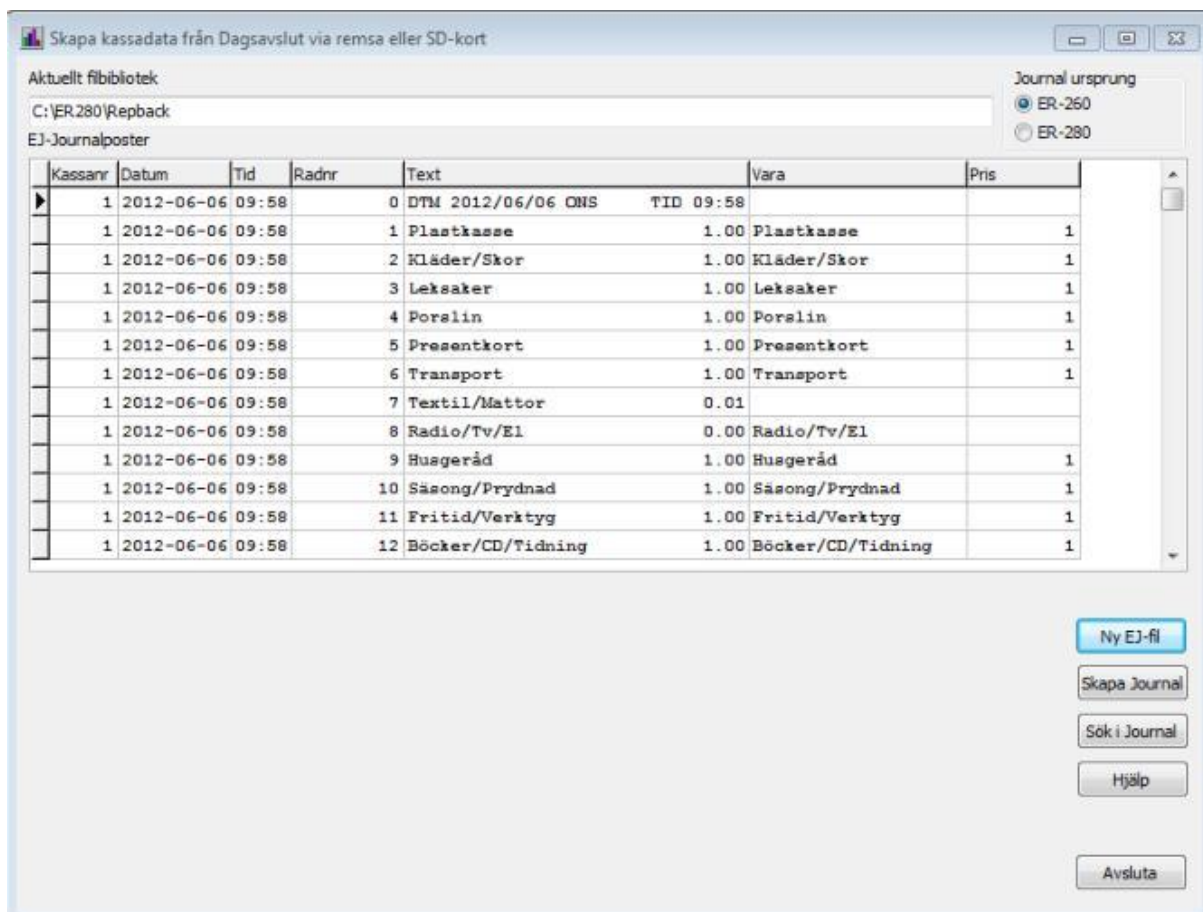 Skapa kassadata från Dagsavslut via remsa eller SD-kort
Aktuellt filbibliotek
Journal ursprung
C:\ER280\Repback
ER-260
EJ-Journalposter
ER-280
Kassanr Datum Tid Radnr Text Vara Pris
1 2012-06-06 09:58 0 DTM 2012/06/06 ONS TID 09:58
1 2012-06-06 09:58 1 Plastkasse 1.00 Plastkasse 1
1 2012-06-06 09:58 2 Kläder/Skor 1.00 Kläder/Skor 1
1 2012-06-06 09:58 3 Leksaker 1.00 Leksaker 1
1 2012-06-06 09:58 4 Porslin 1.00 Porslin 1
1 2012-06-06 09:58 5 Presentkort 1.00 Presentkort 1
1 2012-06-06 09:58 6 Transport 1.00 Transport 1
1 2012-06-06 09:58 7 Textil/Mattor 0.01
1 2012-06-06 09:58 8 Radio/Tv/El 0.00 Radio/Tv/El
1 2012-06-06 09:58 9 Husgeråd 1.00 Husgeråd 1
1 2012-06-06 09:58 10 Säsong/Prydnad 1.00 Säsong/Prydnad 1
1 2012-06-06 09:58 11 Fritid/Verktyg 1.00 Fritid/Verktyg 1
1 2012-06-06 09:58 12 Böcker/CD/Tidning 1.00 Böcker/CD/Tidning 1
Ny EJ-fil
Skapa Journal
Sök i Journal
Hjälp
Avsluta